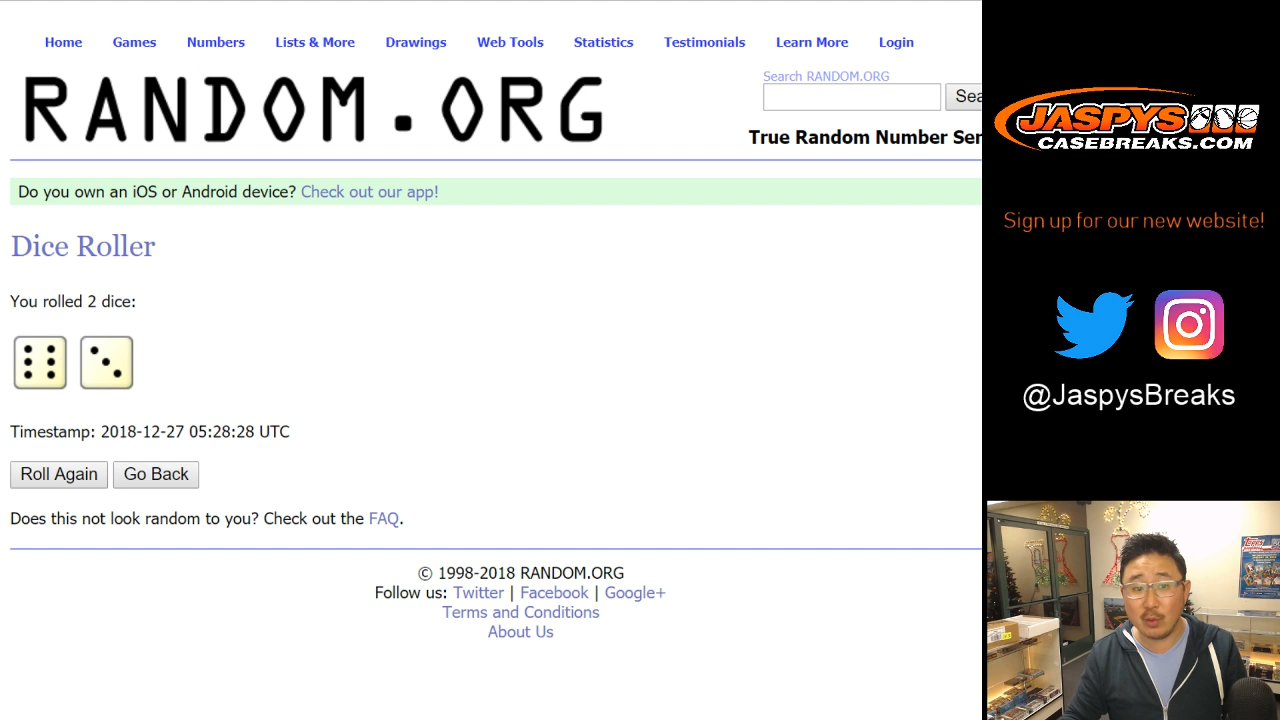 Home Games Numbers Lists & More Drawings Web Tools Statistics Testimonials Learn More Login
RANDOM.ORG
Search RANDOM.ORG
Sea
True Random Number Ser
Do you own an iOS or Android device? Check out our app!
Dice Roller
You rolled 2 dice:
Timestamp: 2018-12-27 05:28:28 UTC
Roll Again Go Back
Does this not look random to you? Check out the FAQ.
© 1998-2018 RANDOM.ORG
Follow us: Twitter | Facebook | Google+
Terms and Conditions
About Us
JASPYS
CASEBREAKS.COM
Sign up for our new website!
@JaspysBreaks
TOPPS